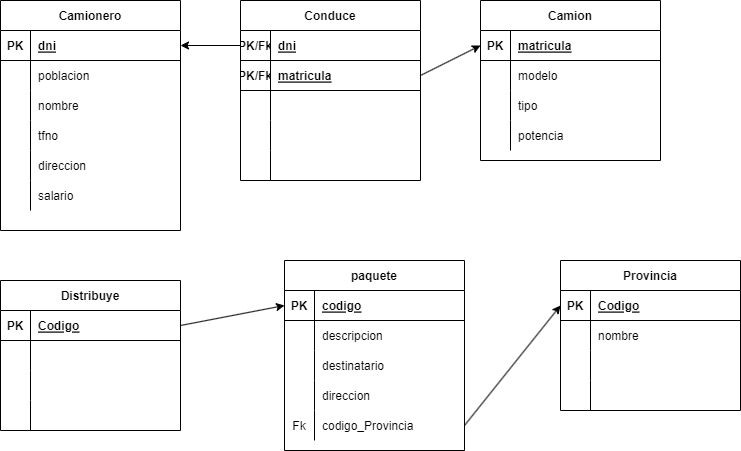 Camionero
PK dni
poblacion
nombre
tfno
direccion
salario
Conduce
PK/Fk dni
PK/Fk matricula
Camion
PK matricula
modelo
tipo
potencia
Distribuye
PK Codigo
paquete
PK codigo
descripcion
destinatario
direccion
Fk codigo_Provincia
Provincia
PK Codigo
nombre